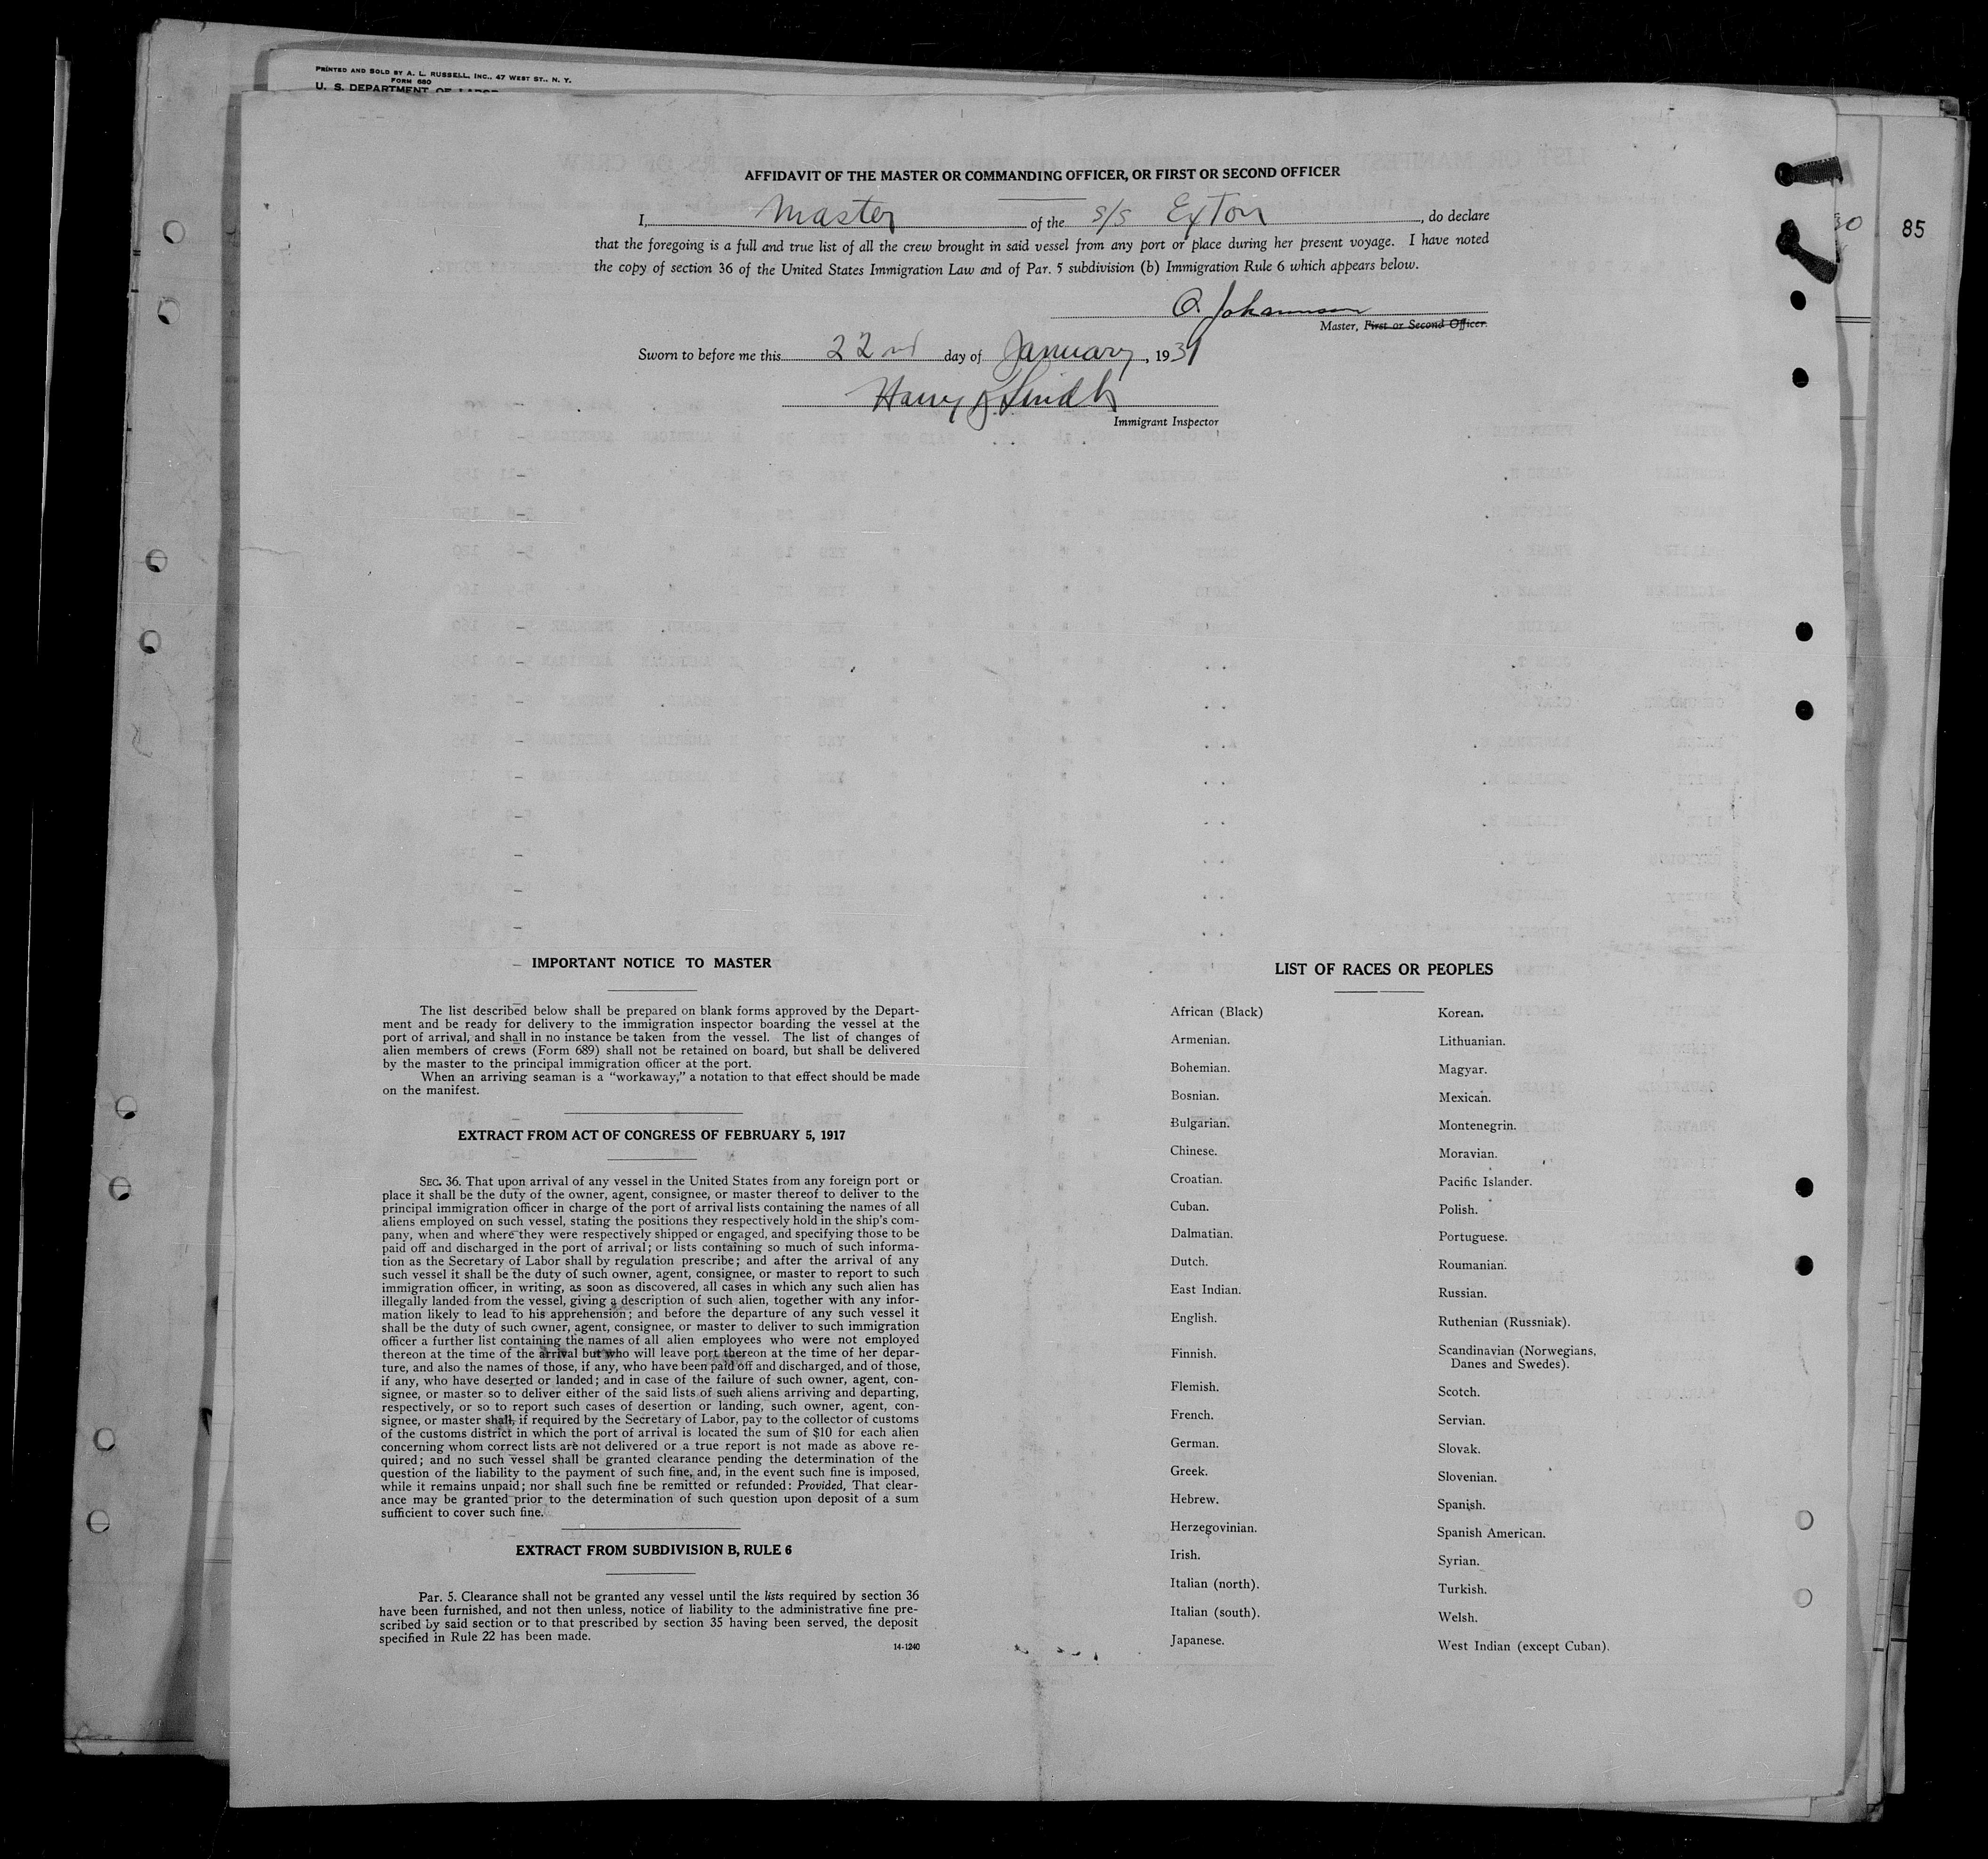 PRINTED AND SOLD BY A. L. RUSSELL, INC., 47 WEST ST., N. Y.
FORM 680
U. S. DEPARTMENT OF LABOR
85
AFFIDAVIT OF THE MASTER OR COMMANDING OFFICER, OR FIRST OR SECOND OFFICER
I, Master of the s/s Exton, do declare
that the foregoing is a full and true list of all the crew brought in said vessel from any port or place during her present voyage. I have noted
the copy of section 36 of the United States Immigration Law and of Par. 5 subdivision (b) Immigration Rule 6 which appears below.
O. Johannsen
Master, First or Second Officer.
Sworn to before me this 22nd day of January, 1931
Harry J. Lindh
Immigrant Inspector
IMPORTANT NOTICE TO MASTER
The list described below shall be prepared on blank forms approved by the Depart-
ment and be ready for delivery to the immigration inspector boarding the vessel at the
port of arrival, and shall in no instance be taken from the vessel. The list of changes of
alien members of crews (Form 689) shall not be retained on board, but shall be delivered
by the master to the principal immigration officer at the port.
When an arriving seaman is a "workaway," a notation to that effect should be made
on the manifest.
EXTRACT FROM ACT OF CONGRESS OF FEBRUARY 5, 1917
SEC. 36. That upon arrival of any vessel in the United States from any foreign port or
place it shall be the duty of the owner, agent, consignee, or master thereof to deliver to the
principal immigration officer in charge of the port of arrival lists containing the names of all
aliens employed on such vessel, stating the positions they respectively hold in the ship's com-
pany, when and where they were respectively shipped or engaged, and specifying those to be
paid off and discharged in the port of arrival; or lists containing so much of such informa-
tion as the Secretary of Labor shall by regulation prescribe; and after the arrival of any
such vessel it shall be the duty of such owner, agent, consignee, or master to report to such
immigration officer, in writing, as soon as discovered, all cases in which any such alien has
illegally landed from the vessel, giving a description of such alien, together with any infor-
mation likely to lead to his apprehension; and before the departure of any such vessel it
shall be the duty of such owner, agent, consignee, or master to deliver to such immigration
officer a further list containing the names of all alien employees who were not employed
thereon at the time of the arrival but who will leave port thereon at the time of her depar-
ture, and also the names of those, if any, who have been paid off and discharged, and of those,
if any, who have deserted or landed; and in case of the failure of such owner, agent, con-
signee, or master so to deliver either of the said lists of such aliens arriving and departing,
respectively, or so to report such cases of desertion or landing, such owner, agent, con-
signee, or master shall, if required by the Secretary of Labor, pay to the collector of customs
of the customs district in which the port of arrival is located the sum of $10 for each alien
concerning whom correct lists are not delivered or a true report is not made as above re-
quired; and no such vessel shall be granted clearance pending the determination of the
question of the liability to the payment of such fine, and, in the event such fine is imposed,
while it remains unpaid; nor shall such fine be remitted or refunded: Provided, That clear-
ance may be granted prior to the determination of such question upon deposit of a sum
sufficient to cover such fine.
EXTRACT FROM SUBDIVISION B, RULE 6
Par. 5. Clearance shall not be granted any vessel until the lists required by section 36
have been furnished, and not then unless, notice of liability to the administrative fine pre-
scribed by said section or to that prescribed by section 35 having been served, the deposit
specified in Rule 22 has been made.
14-1240
LIST OF RACES OR PEOPLES
African (Black)
Armenian.
Bohemian.
Bosnian.
Bulgarian.
Chinese.
Croatian.
Cuban.
Dalmatian.
Dutch.
East Indian.
English.
Finnish.
Flemish.
French.
German.
Greek.
Hebrew.
Herzegovinian.
Irish.
Italian (north).
Italian (south).
Japanese.
Korean.
Lithuanian.
Magyar.
Mexican.
Montenegrin.
Moravian.
Pacific Islander.
Polish.
Portuguese.
Roumanian.
Russian.
Ruthenian (Russniak).
Scandinavian (Norwegians,
Danes and Swedes).
Scotch.
Servian.
Slovak.
Slovenian.
Spanish.
Spanish American.
Syrian.
Turkish.
Welsh.
West Indian (except Cuban).